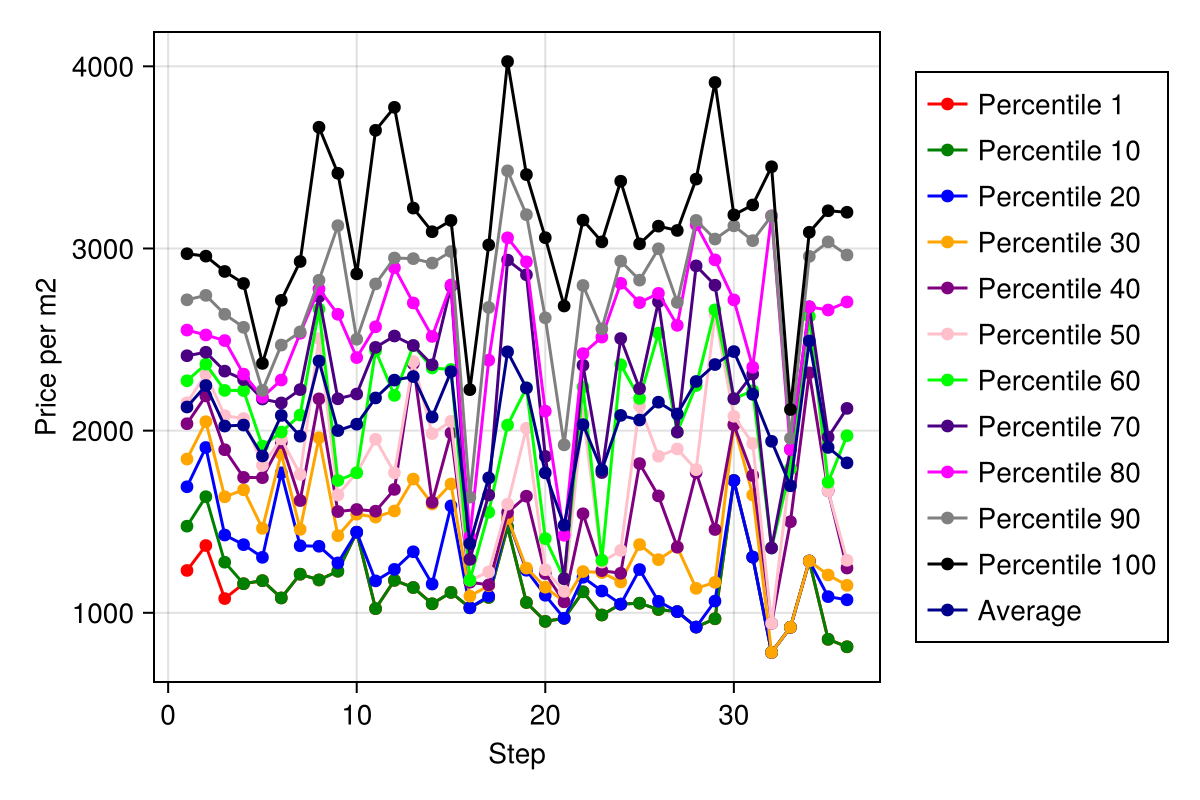 4000
3000
2000
1000
Price per m2
0
10
20
30
Step
Percentile 1
Percentile 10
Percentile 20
Percentile 30
Percentile 40
Percentile 50
Percentile 60
Percentile 70
Percentile 80
Percentile 90
Percentile 100
Average